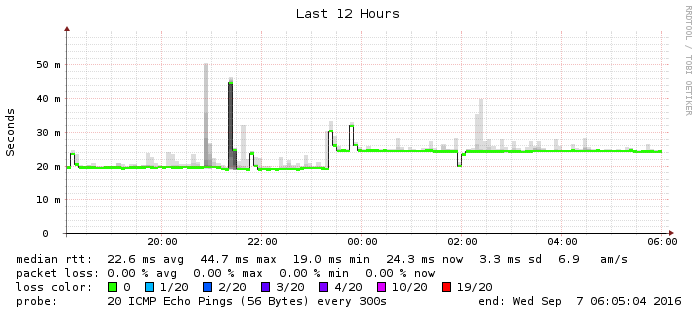 Last 12 Hours
RRDTOOL / TOBI OETIKER
Seconds
50 m
40 m
30 m
20 m
10 m
0
20:00 22:00 00:00 02:00 04:00 06:00
median rtt: 22.6 ms avg 44.7 ms max 19.0 ms min 24.3 ms now 3.3 ms sd 6.9 am/s
packet loss: 0.00 % avg 0.00 % max 0.00 % min 0.00 % now
loss color: 0 1/20 2/20 3/20 4/20 10/20 19/20
probe: 20 ICMP Echo Pings (56 Bytes) every 300s end: Wed Sep 7 06:05:04 2016